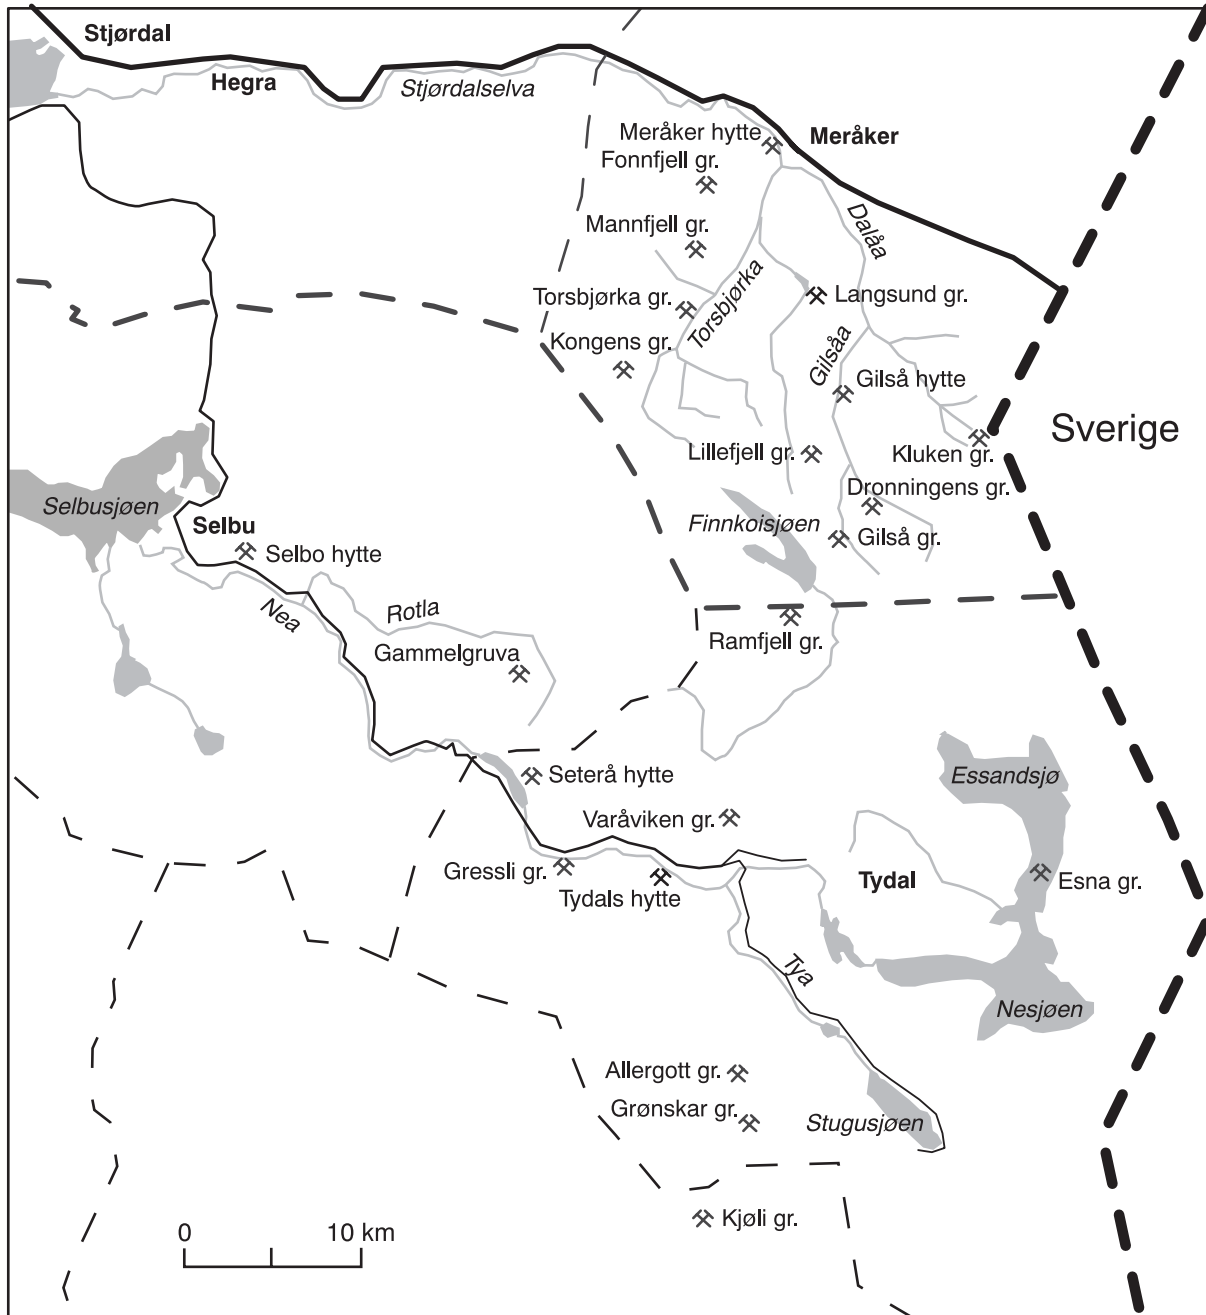 Stjørdal
Hegra
Stjørdalselva
Meråker hytte
Meråker
Fonnfjell gr.
Dalåa
Mannfjell gr.
Torsbjørka
Torsbjørka gr.
Langsund gr.
Kongens gr.
Gilsåa
Gilså hytte
Sverige
Lillefjell gr.
Kluken gr.
Dronningens gr.
Selbusjøen
Selbu
Finnkoisjøen
Gilså gr.
Selbo hytte
Nea
Rotla
Ramfjell gr.
Gammelgruva
Seterå hytte
Essandsjø
Varåviken gr.
Gressli gr.
Tydals hytte
Tydal
Esna gr.
Tya
Nesjøen
Allergott gr.
Grønskar gr.
Stugusjøen
Kjøli gr.
0 10 km